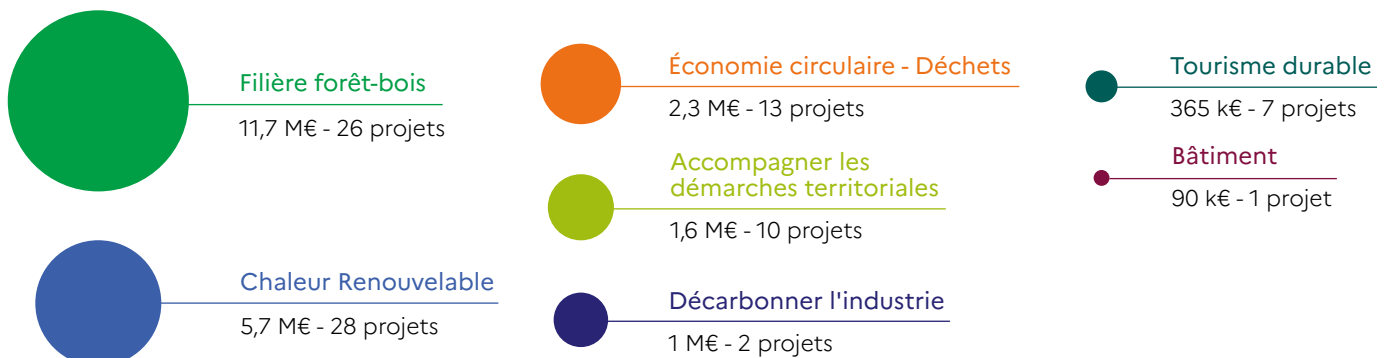 Filière forêt-bois
11,7 M€ - 26 projets
Chaleur Renouvelable
5,7 M€ - 28 projets
Économie circulaire - Déchets
2,3 M€ - 13 projets
Accompagner les
démarches territoriales
1,6 M€ - 10 projets
Décarbonner l'industrie
1 M€ - 2 projets
Tourisme durable
365 k€ - 7 projets
Bâtiment
90 k€ - 1 projet